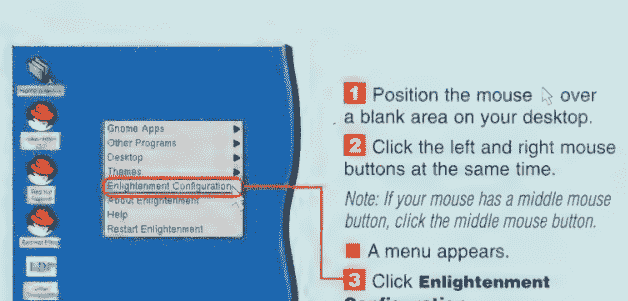 Gnome Apps
Other Programs
Desktop
Themes
Enlightenment Configuration
About Enlightenment
Help
Restart Enlightenment
1 Position the mouse over
a blank area on your desktop.
2 Click the left and right mouse
buttons at the same time.
Note: If your mouse has a middle mouse
button, click the middle mouse button.
A menu appears.
3 Click Enlightenment